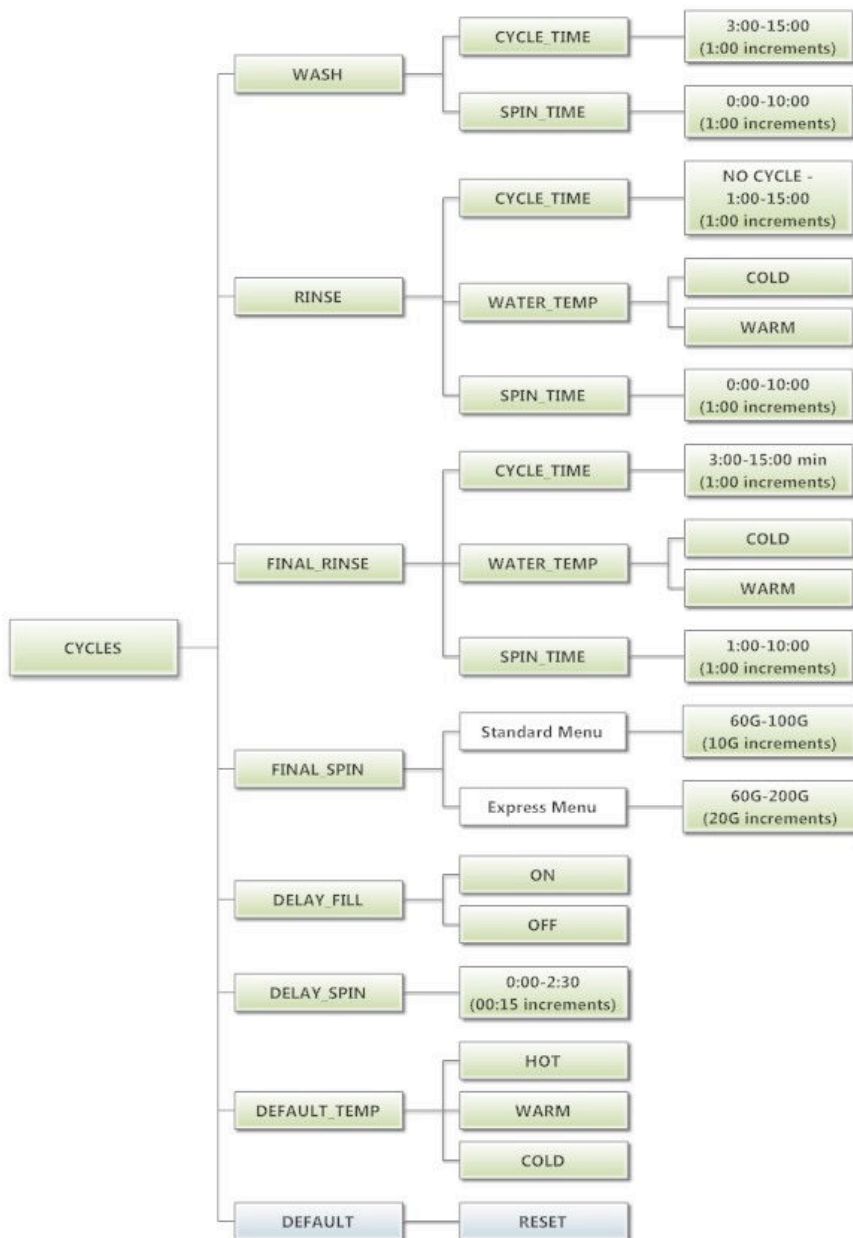 CYCLES
WASH
CYCLE_TIME
3:00-15:00
(1:00 increments)
SPIN_TIME
0:00-10:00
(1:00 increments)
RINSE
CYCLE_TIME
NO CYCLE -
1:00-15:00
(1:00 increments)
WATER_TEMP
COLD
WARM
SPIN_TIME
0:00-10:00
(1:00 increments)
FINAL_RINSE
CYCLE_TIME
3:00-15:00 min
(1:00 increments)
WATER_TEMP
COLD
WARM
SPIN_TIME
1:00-10:00
(1:00 increments)
FINAL_SPIN
Standard Menu
60G-100G
(10G increments)
Express Menu
60G-200G
(20G increments)
DELAY_FILL
ON
OFF
DELAY_SPIN
0:00-2:30
(00:15 increments)
DEFAULT_TEMP
HOT
WARM
COLD
DEFAULT
RESET